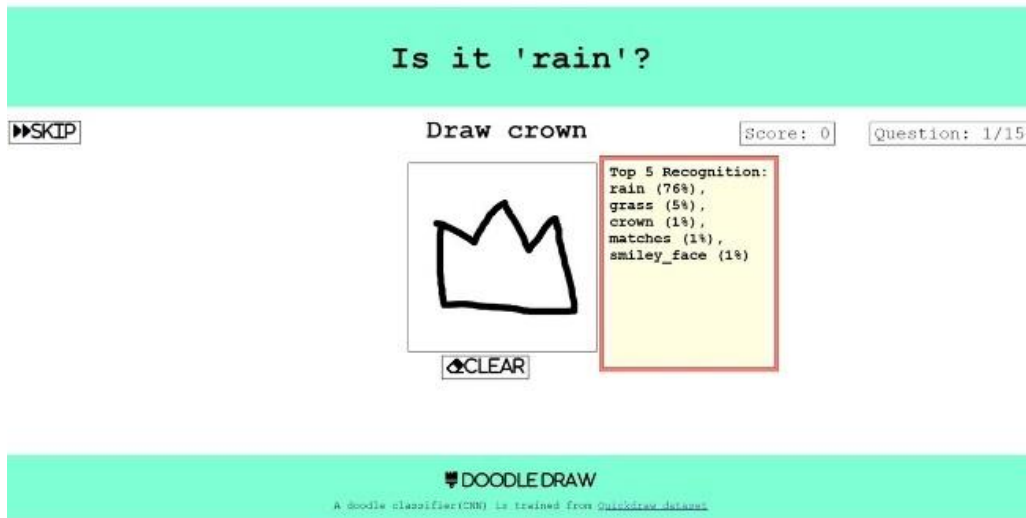 Is it 'rain'?
SKIP
Draw crown
Score: 0
Question: 1/15
Top 5 Recognition:
rain (76%),
grass (5%),
crown (1%),
matches (1%),
smiley_face (1%)
CLEAR
DOODLE DRAW
A doodle classifier(CNN) is trained from Quickdraw dataset